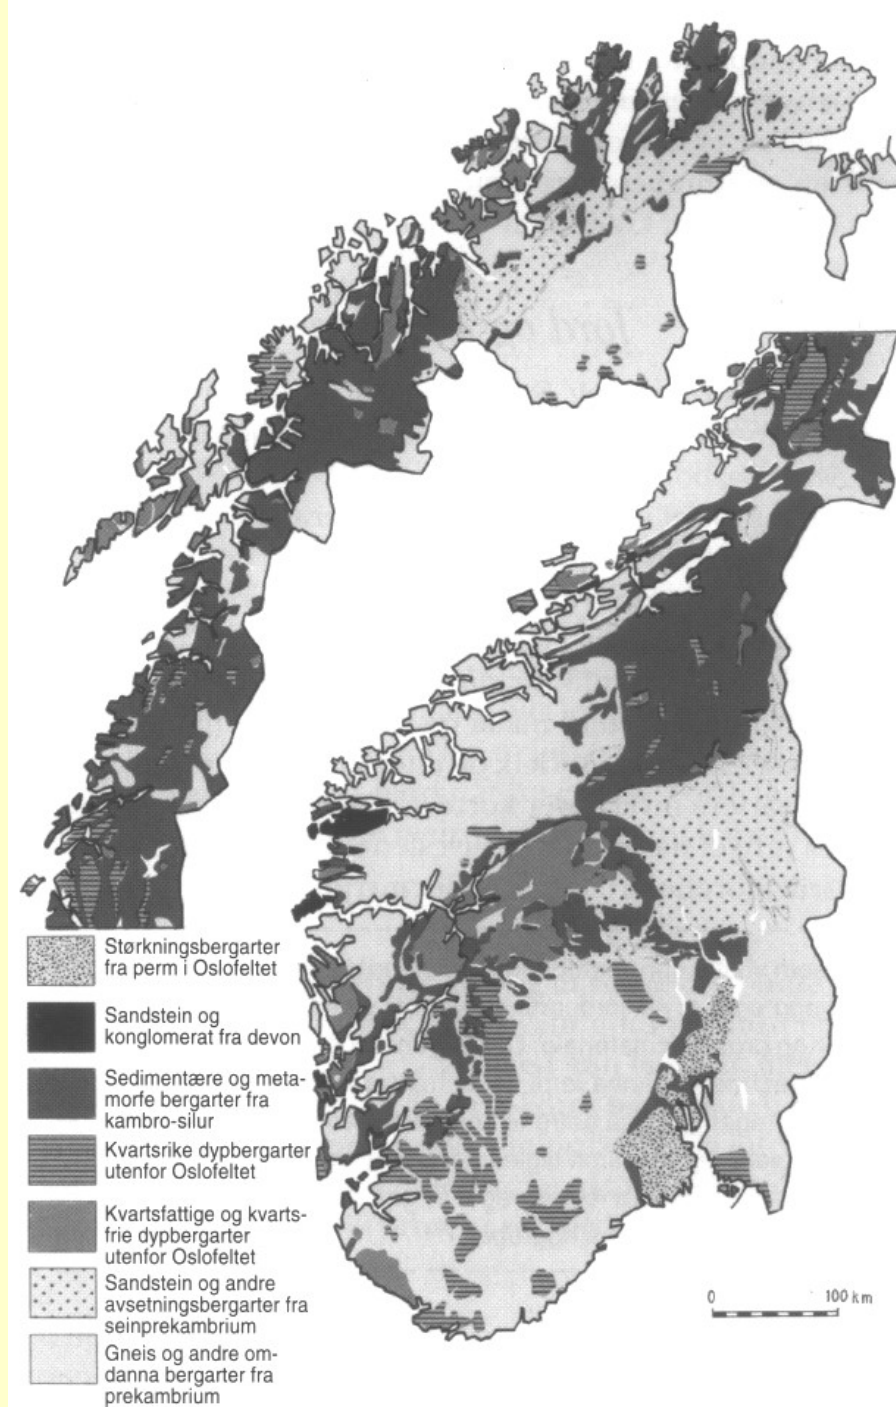 Størkningsbergarter
fra perm i Oslofeltet
Sandstein og
konglomerat fra devon
Sedimentære og meta-
morfe bergarter fra
kambro-silur
Kvartsrike dypbergarter
utenfor Oslofeltet
Kvartsfattige og kvarts-
frie dypbergarter
utenfor Oslofeltet
Sandstein og andre
avsetningsbergarter fra
seinprekambrium
Gneis og andre om-
danna bergarter fra
prekambrium
0 100 km